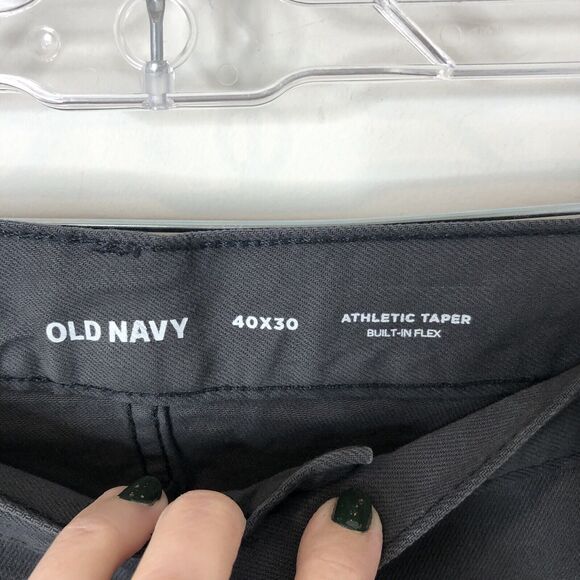 OLD NAVY
40X30
ATHLETIC TAPER
BUILT-IN FLEX